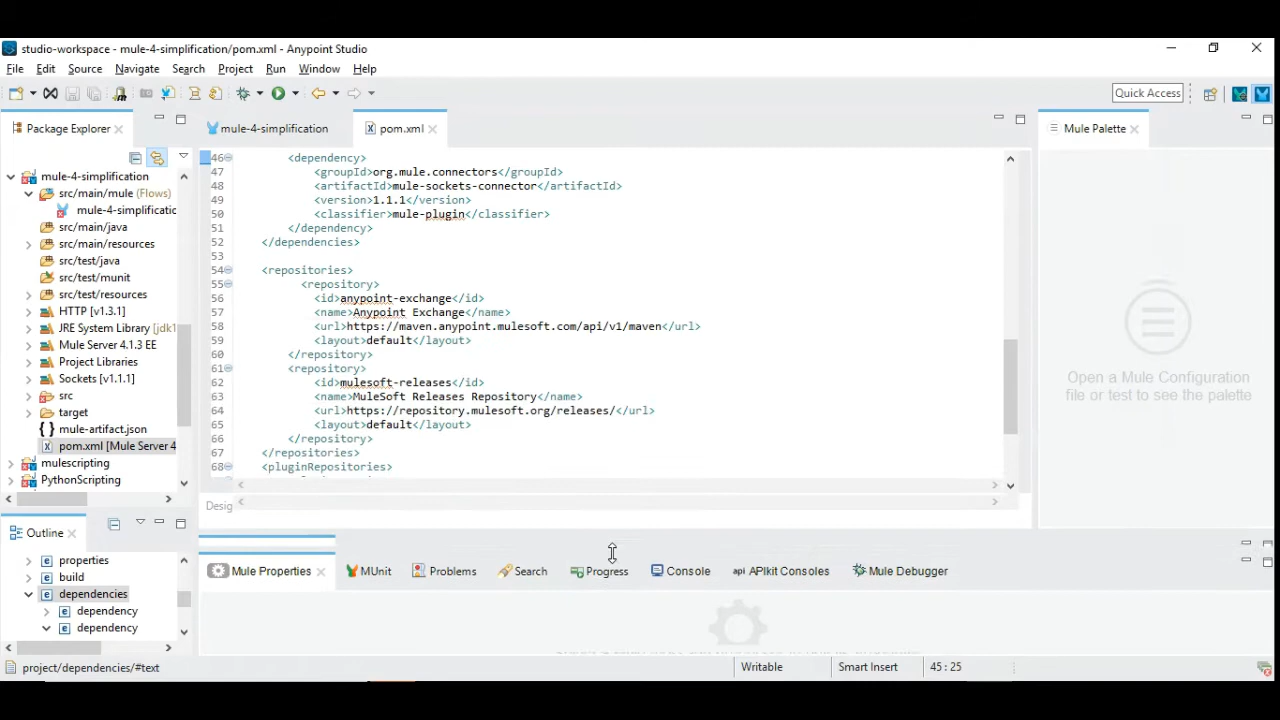 studio-workspace - mule-4-simplification/pom.xml - Anypoint Studio
File Edit Source Navigate Search Project Run Window Help
Quick Access
Package Explorer
mule-4-simplification
src/main/mule (Flows)
mule-4-simplificatic
src/main/java
src/main/resources
src/test/java
src/test/munit
src/test/resources
HTTP [v1.3.1]
JRE System Library [jdk1
Mule Server 4.1.3 EE
Project Libraries
Sockets [v1.1.1]
src
target
mule-artifact.json
pom.xml [Mule Server 4
mulescripting
PythonScripting
mule-4-simplification pom.xml
46 <dependency>
47 <groupId>org.mule.connectors</groupId>
48 <artifactId>mule-sockets-connector</artifactId>
49 <version>1.1.1</version>
50 <classifier>mule-plugin</classifier>
51 </dependency>
52 </dependencies>
53
54 <repositories>
55 <repository>
56 <id>anypoint-exchange</id>
57 <name>Anypoint Exchange</name>
58 <url>https://maven.anypoint.mulesoft.com/api/v1/maven</url>
59 <layout>default</layout>
60 </repository>
61 <repository>
62 <id>mulesoft-releases</id>
63 <name>MuleSoft Releases Repository</name>
64 <url>https://repository.mulesoft.org/releases/</url>
65 <layout>default</layout>
66 </repository>
67 </repositories>
68 <pluginRepositories>
Desig
Mule Palette
Open a Mule Configuration
file or test to see the palette
Outline
properties
build
dependencies
dependency
dependency
Mule Properties MUnit Problems Search Progress Console api APIkit Consoles Mule Debugger
project/dependencies/#text
Writable Smart Insert 45 : 25